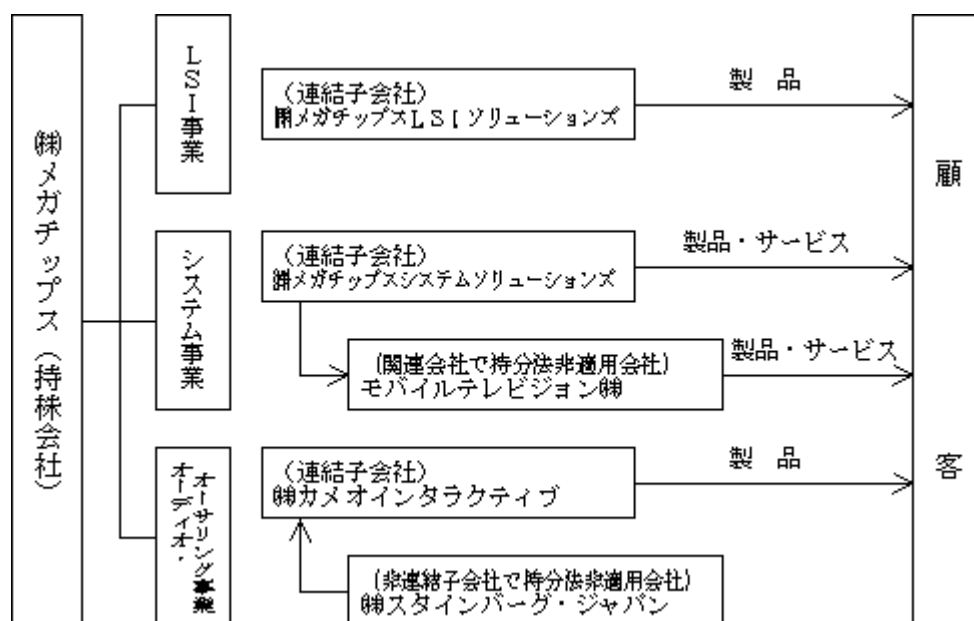 ㈱メガチップス（持株会社）
LSI事業
（連結子会社）
㈱メガチップスLSIソリューションズ
製 品
システム事業
（連結子会社）
㈱メガチップスシステムソリューションズ
製品・サービス
（関連会社で持分法非適用会社）
モバイルテレビジョン㈱
製品・サービス
オーディオ・
オーサリング事業
（連結子会社）
㈱カメオインタラクティブ
製 品
（非連結子会社で持分法非適用会社）
㈱スタインバーグ・ジャパン
顧客